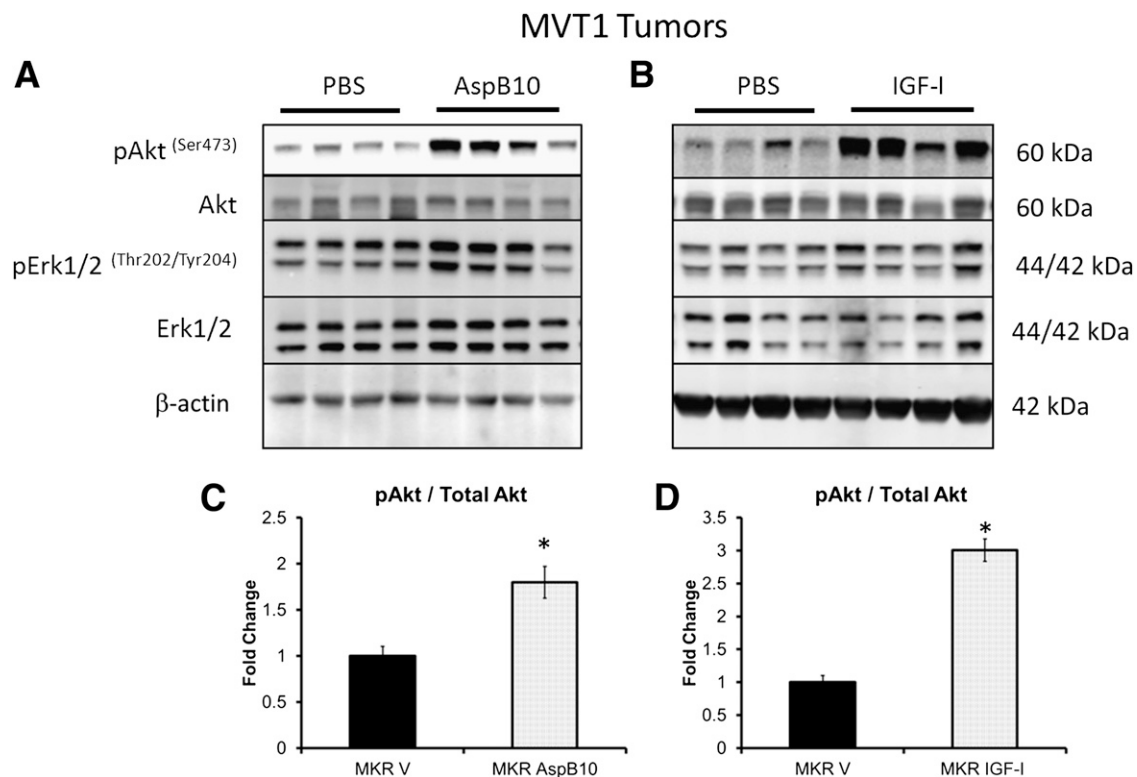 MVT1 Tumors
A
B
PBS AspB10
PBS IGF-I
pAkt (Ser473)
60 kDa
Akt
60 kDa
pErk1/2 (Thr202/Tyr204)
44/42 kDa
Erk1/2
44/42 kDa
β-actin
42 kDa
C
pAkt / Total Akt
2.5
2
1.5
1
0.5
0
Fold Change
*
MKR V MKR AspB10
D
pAkt / Total Akt
3.5
3
2.5
2
1.5
1
0.5
0
Fold Change
*
MKR V MKR IGF-I